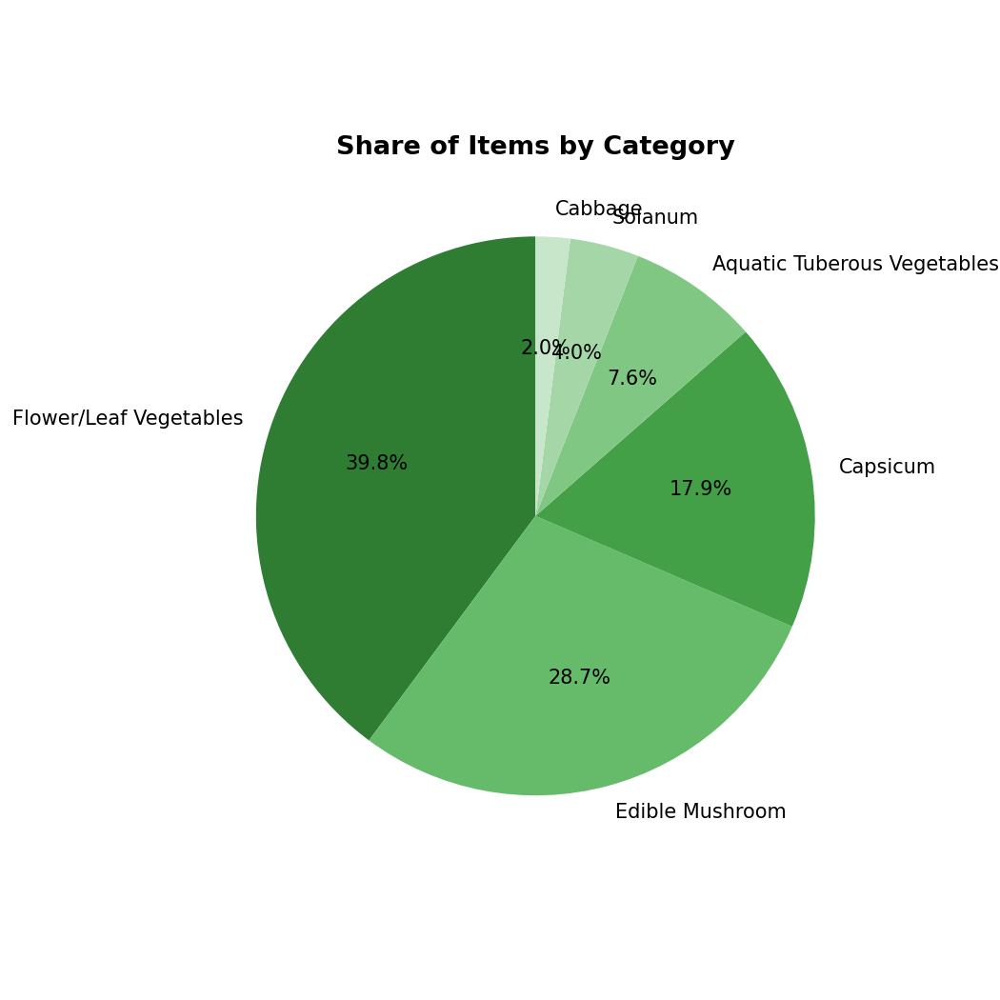 Share of Items by Category
Cabbage
Solanum
Aquatic Tuberous Vegetables
2.0%
4.0%
7.6%
Flower/Leaf Vegetables
39.8%
Capsicum
17.9%
28.7%
Edible Mushroom